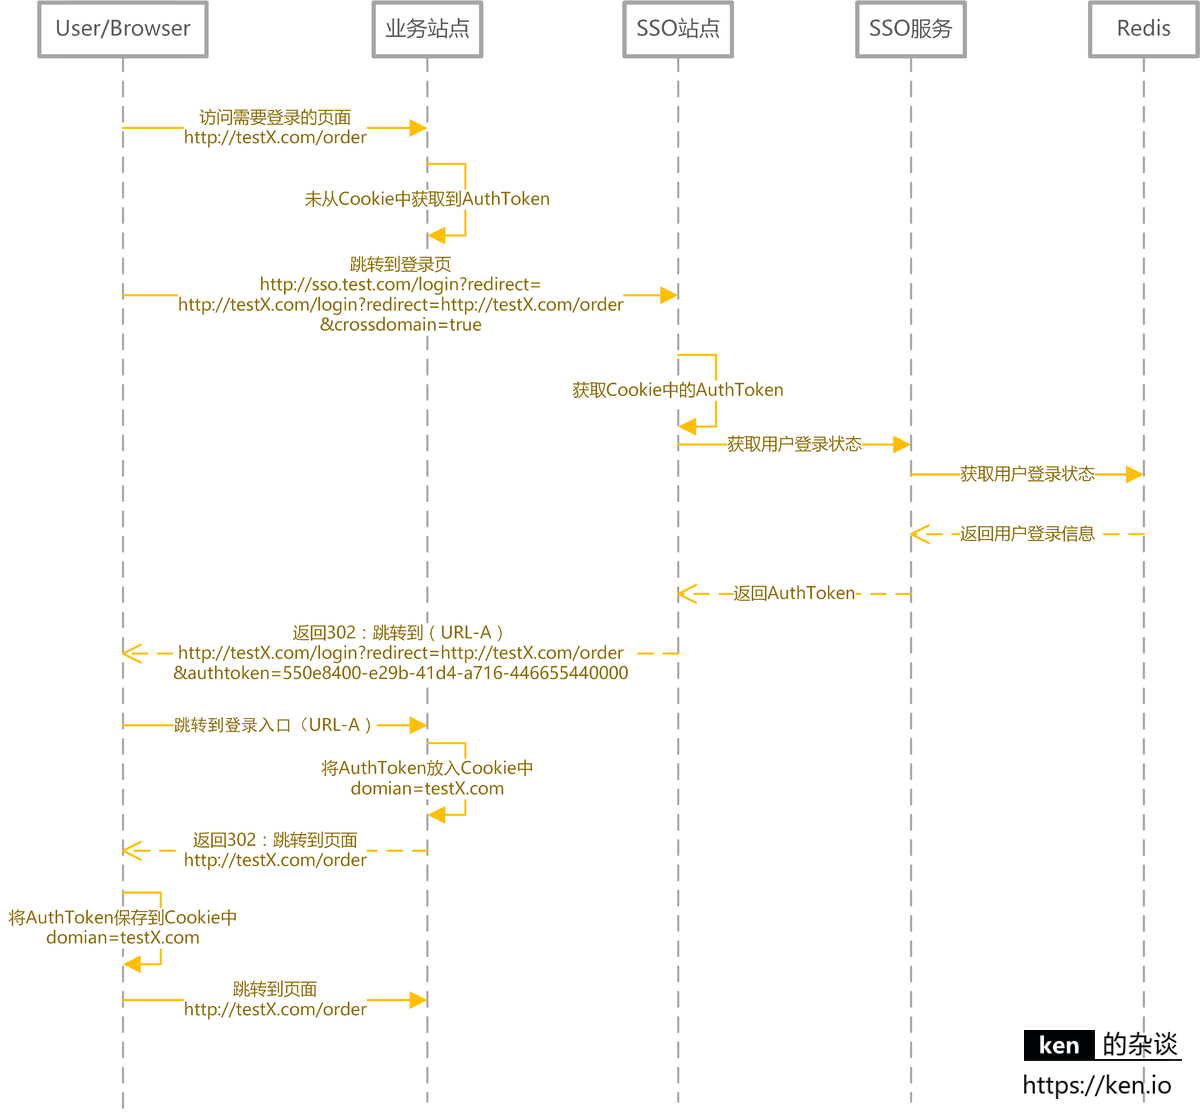 User/Browser
业务站点
SSO站点
SSO服务
Redis
访问需要登录的页面
http://testX.com/order
未从Cookie中获取到AuthToken
跳转到登录页
http://sso.test.com/login?redirect=
http://testX.com/login?redirect=http://testX.com/order
&crossdomain=true
获取Cookie中的AuthToken
获取用户登录状态
获取用户登录状态
返回用户登录信息
返回AuthToken
返回302：跳转到（URL-A）
http://testX.com/login?redirect=http://testX.com/order
&authtoken=550e8400-e29b-41d4-a716-446655440000
跳转到登录入口（URL-A）
将AuthToken放入Cookie中
domian=testX.com
返回302：跳转到页面
http://testX.com/order
将AuthToken保存到Cookie中
domian=testX.com
跳转到页面
http://testX.com/order
ken 的杂谈
https://ken.io